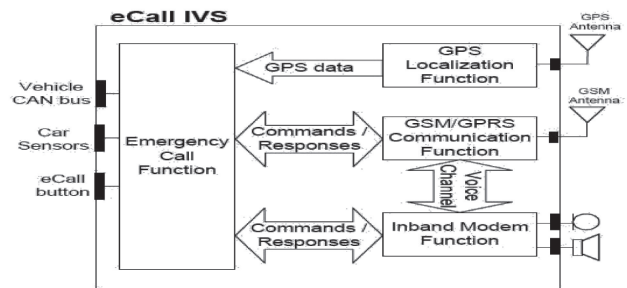 eCall IVS
GPS
Antenna
GPS
Localization
Function
GPS data
Vehicle
CAN bus
GSM
Antenna
Car
Sensors
Emergency
Call
Function
Commands /
Responses
GSM/GPRS
Communication
Function
eCall
button
Voice
Channel
Commands /
Responses
Inband Modem
Function